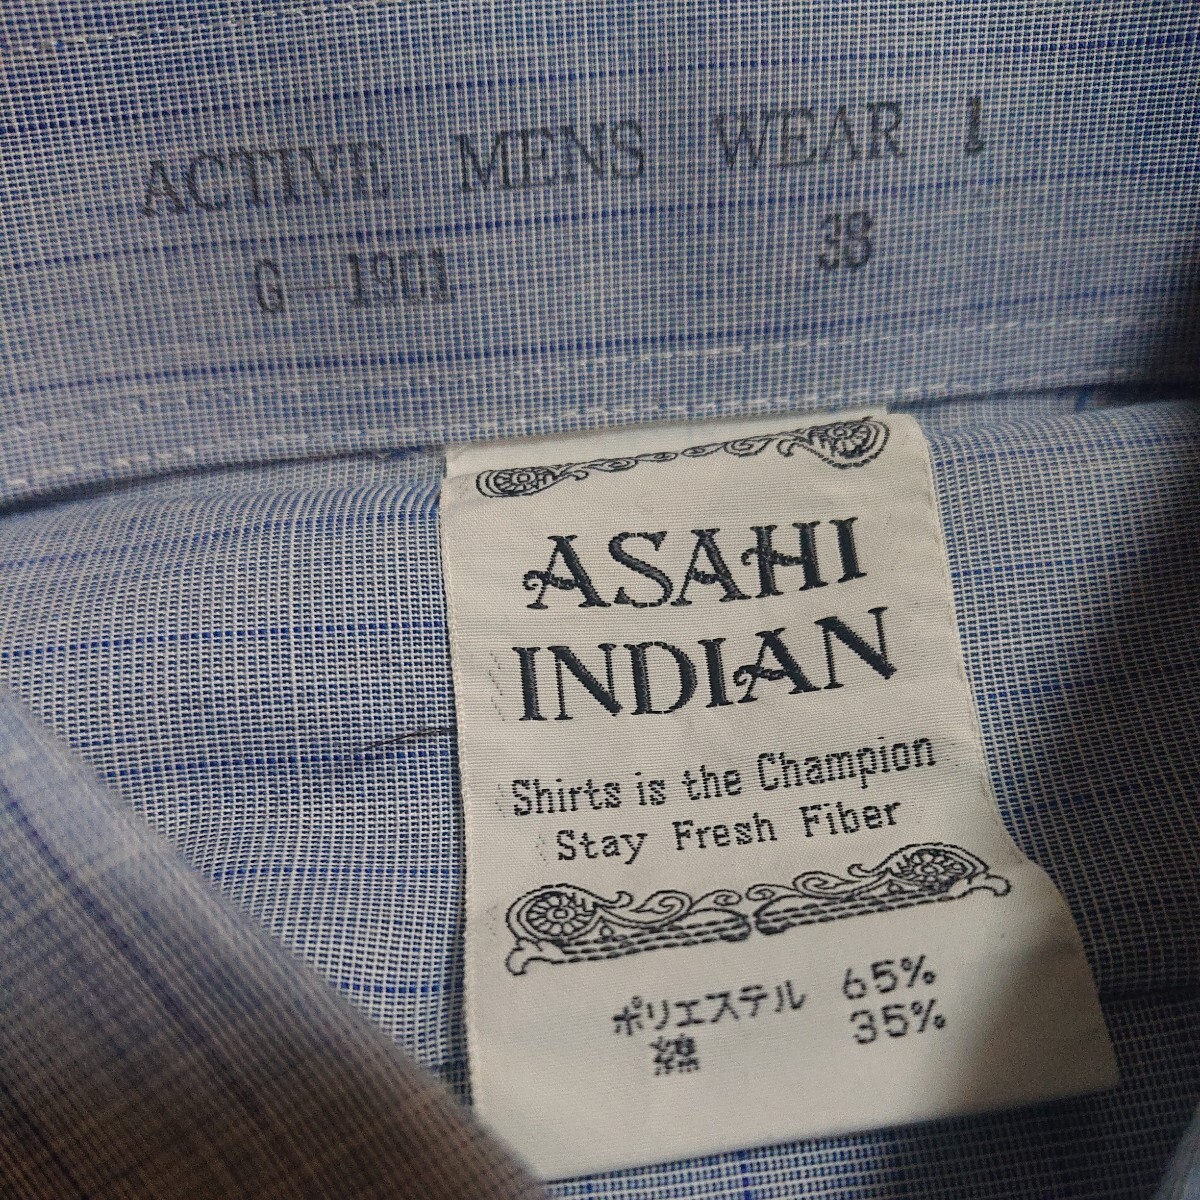 ACTIVE MENS WEAR 1
G-1901 38
ASAHI
INDIAN
Shirts is the Champion
Stay Fresh Fiber
ポリエステル 65%
綿 35%